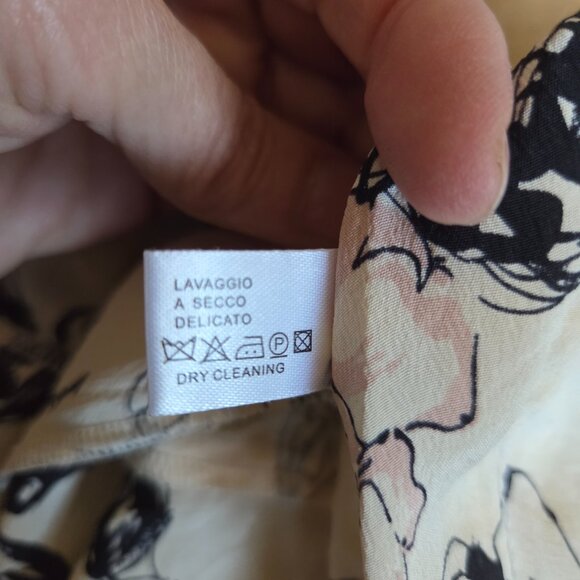 LAVAGGIO
A SECCO
DELICATO
P
DRY CLEANING